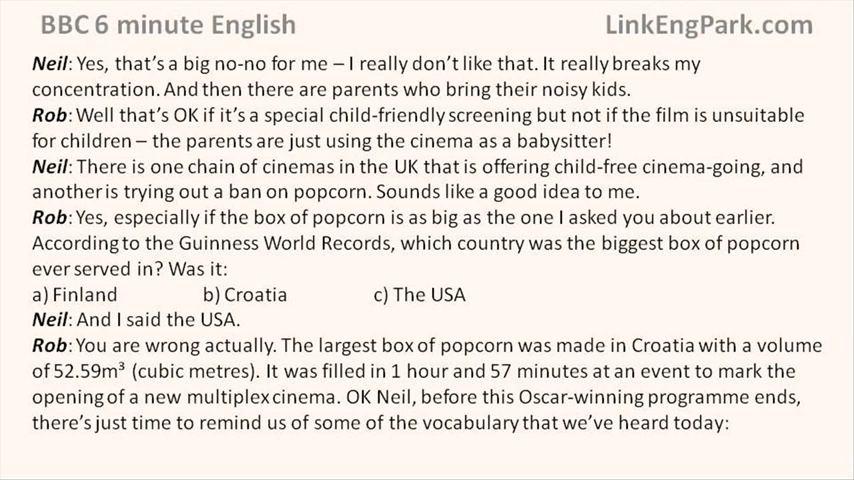 BBC 6 minute English LinkEngPark.com
Neil: Yes, that's a big no-no for me – I really don't like that. It really breaks my
concentration. And then there are parents who bring their noisy kids.
Rob: Well that's OK if it's a special child-friendly screening but not if the film is unsuitable
for children – the parents are just using the cinema as a babysitter!
Neil: There is one chain of cinemas in the UK that is offering child-free cinema-going, and
another is trying out a ban on popcorn. Sounds like a good idea to me.
Rob: Yes, especially if the box of popcorn is as big as the one I asked you about earlier.
According to the Guinness World Records, which country was the biggest box of popcorn
ever served in? Was it:
a) Finland b) Croatia c) The USA
Neil: And I said the USA.
Rob: You are wrong actually. The largest box of popcorn was made in Croatia with a volume
of 52.59m³ (cubic metres). It was filled in 1 hour and 57 minutes at an event to mark the
opening of a new multiplex cinema. OK Neil, before this Oscar-winning programme ends,
there's just time to remind us of some of the vocabulary that we've heard today: